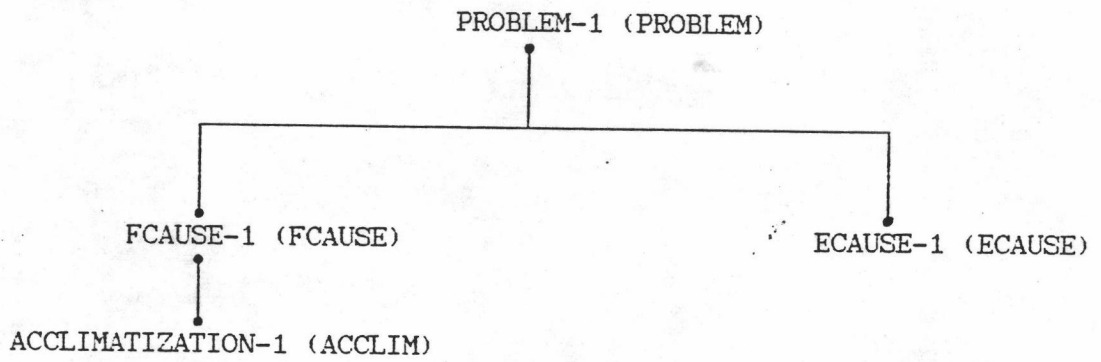 PROBLEM-1 (PROBLEM)
FCAUSE-1 (FCAUSE)
ECAUSE-1 (ECAUSE)
ACCLIMATIZATION-1 (ACCLIM)